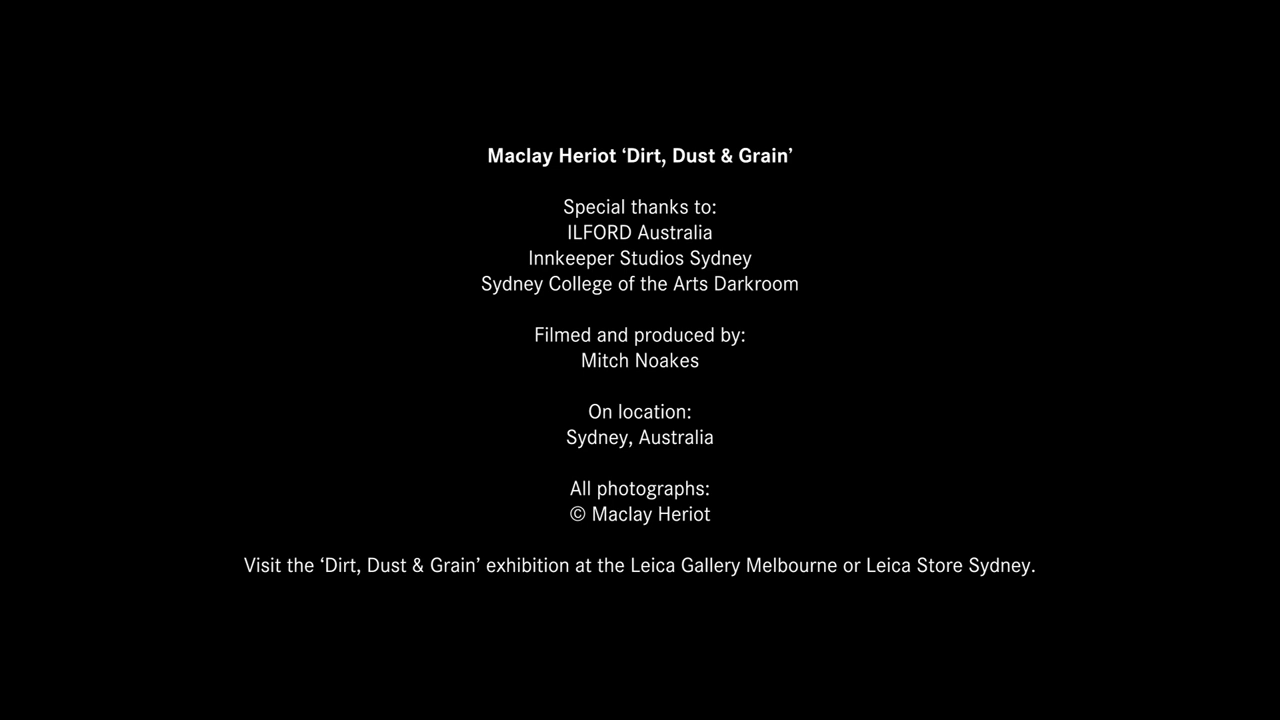 Maclay Heriot ‘Dirt, Dust & Grain’
Special thanks to:
ILFORD Australia
Innkeeper Studios Sydney
Sydney College of the Arts Darkroom
Filmed and produced by:
Mitch Noakes
On location:
Sydney, Australia
All photographs:
© Maclay Heriot
Visit the ‘Dirt, Dust & Grain’ exhibition at the Leica Gallery Melbourne or Leica Store Sydney.